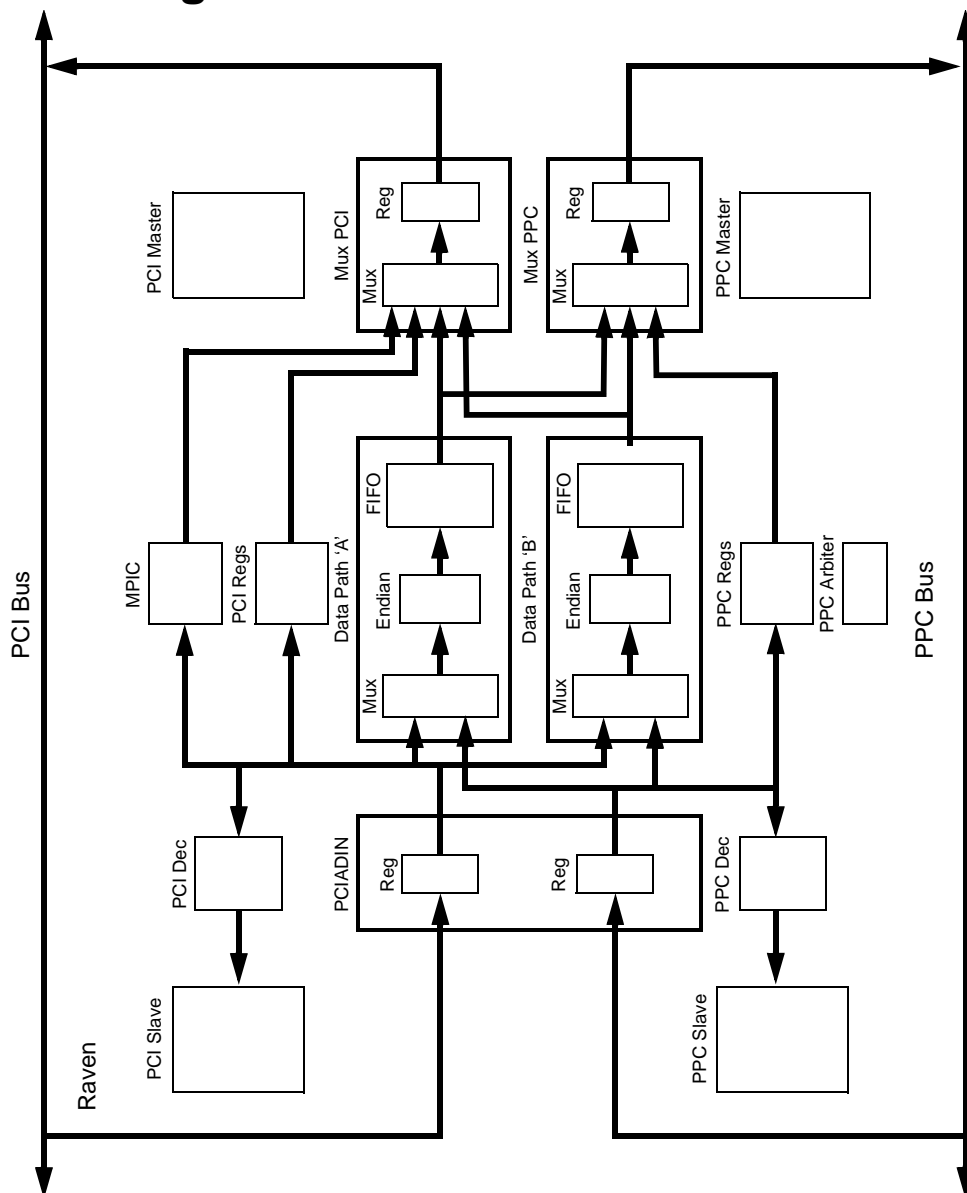 PCI Bus
Raven
MPIC
PCI Slave
PCI Master
PCI Dec
PCI Regs
PCIADIN
Data Path ‘A’
Mux PCI
Reg
Mux
Endian
FIFO
Mux
Reg
Data Path ‘B’
Mux PPC
Reg
Mux
Endian
FIFO
Mux
Reg
PPC Slave
PPC Dec
PPC Regs
PPC Master
PPC Arbiter
PPC Bus